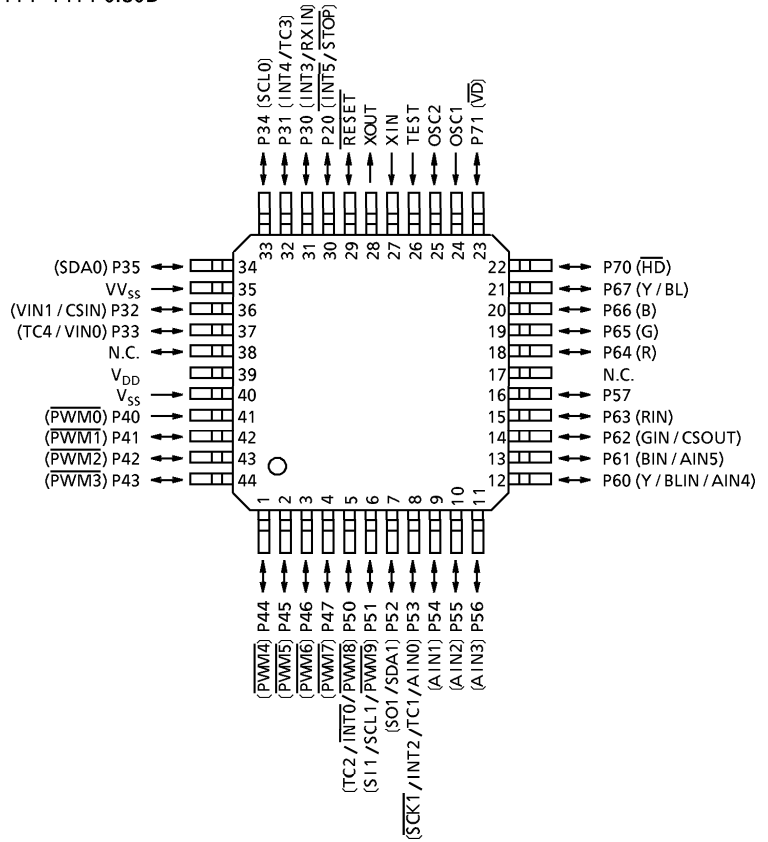 P34 (SCL0)
P31 (INT4/TC3)
P30 (INT3/RXIN)
P20 (INT5/STOP)
RESET
XOUT
XIN
TEST
OSC2
OSC1
P71 (VD)
33
32
31
30
29
28
27
26
25
24
23
(SDA0) P35
34
VVSS
35
(VIN1 / CSIN) P32
36
(TC4 / VIN0) P33
37
N.C.
38
VDD
39
VSS
40
(PWM0) P40
41
(PWM1) P41
42
(PWM2) P42
43
(PWM3) P43
44
22
P70 (HD)
21
P67 (Y / BL)
20
P66 (B)
19
P65 (G)
18
P64 (R)
17
N.C.
16
P57
15
P63 (RIN)
14
P62 (GIN / CSOUT)
13
P61 (BIN / AIN5)
12
P60 (Y / BLIN / AIN4)
1
2
3
4
5
6
7
8
9
10
11
(PWM4) P44
(PWM5) P45
(PWM6) P46
(PWM7) P47
(TC2/INT0/PWM8) P50
(SI1/SCL1/PWM9) P51
(SO1/SDA1) P52
(SCK1/INT2/TC1/AIN0) P53
(AIN1) P54
(AIN2) P55
(AIN3) P56